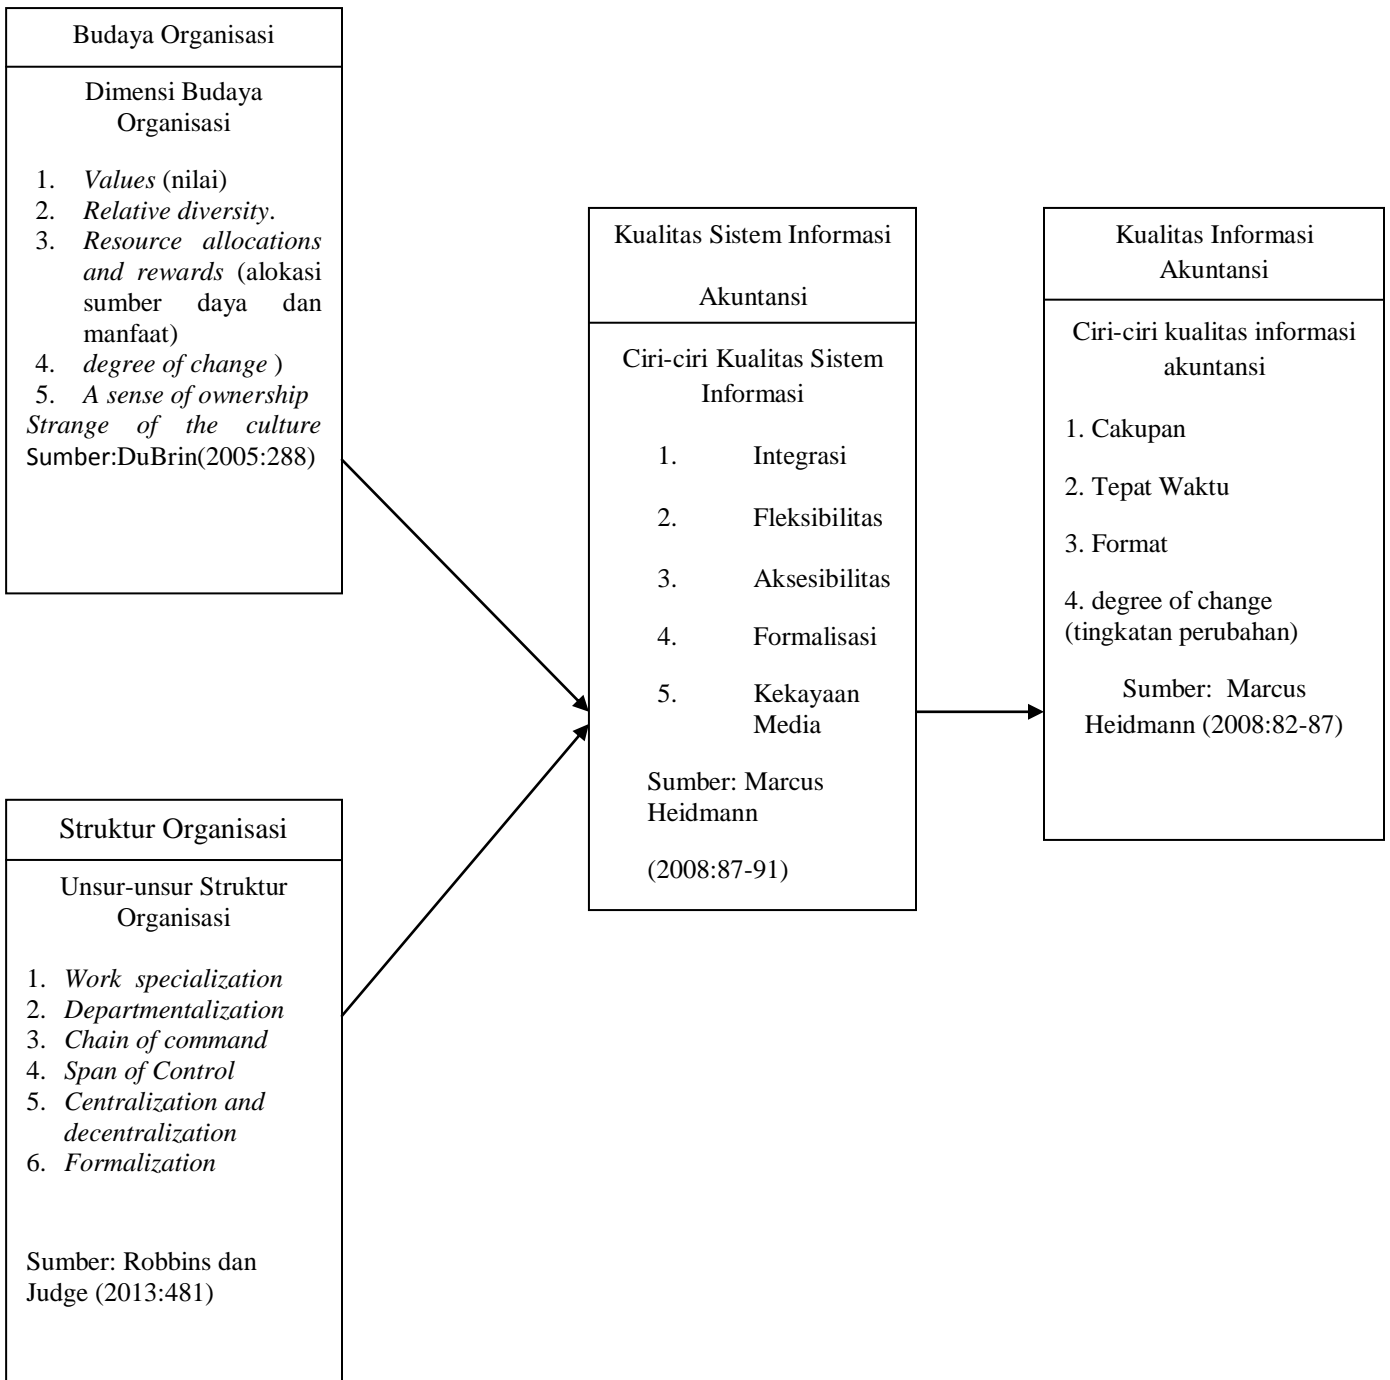 Budaya Organisasi
Dimensi Budaya
Organisasi
1. Values (nilai)
2. Relative diversity.
3. Resource allocations
and rewards (alokasi
sumber daya dan
manfaat)
4. degree of change )
5. A sense of ownership
Strange of the culture
Sumber:DuBrin(2005:288)
Struktur Organisasi
Unsur-unsur Struktur
Organisasi
1. Work specialization
2. Departmentalization
3. Chain of command
4. Span of Control
5. Centralization and
decentralization
6. Formalization
Sumber: Robbins dan
Judge (2013:481)
Kualitas Sistem Informasi
Akuntansi
Ciri-ciri Kualitas Sistem
Informasi
1. Integrasi
2. Fleksibilitas
3. Aksesibilitas
4. Formalisasi
5. Kekayaan
Media
Sumber: Marcus
Heidmann
(2008:87-91)
Kualitas Informasi
Akuntansi
Ciri-ciri kualitas informasi
akuntansi
1. Cakupan
2. Tepat Waktu
3. Format
4. degree of change
(tingkatan perubahan)
Sumber: Marcus
Heidmann (2008:82-87)